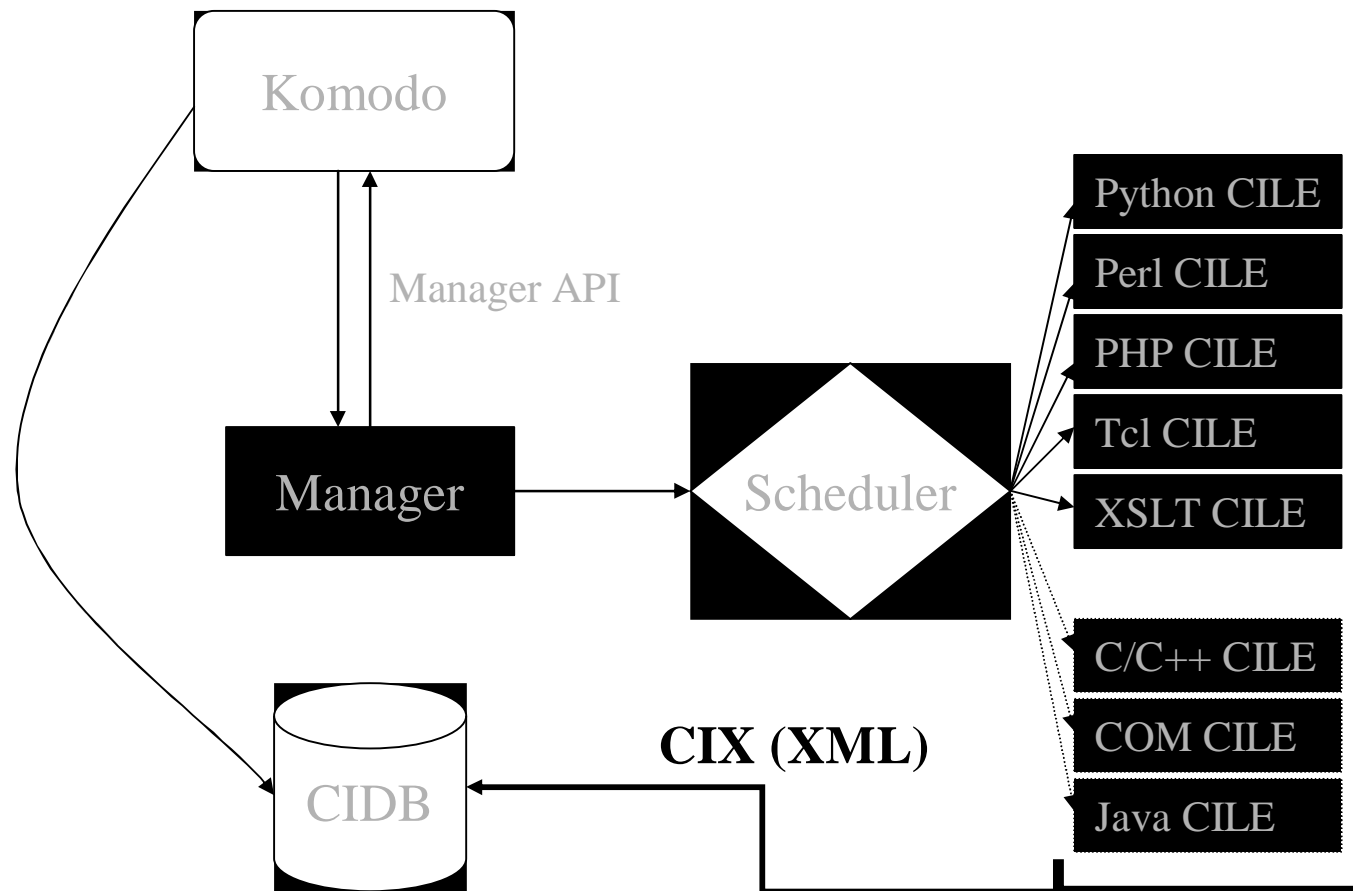 Komodo
Manager API
Manager
Scheduler
Python CILE
Perl CILE
PHP CILE
Tcl CILE
XSLT CILE
C/C++ CILE
COM CILE
Java CILE
CIX (XML)
CIDB